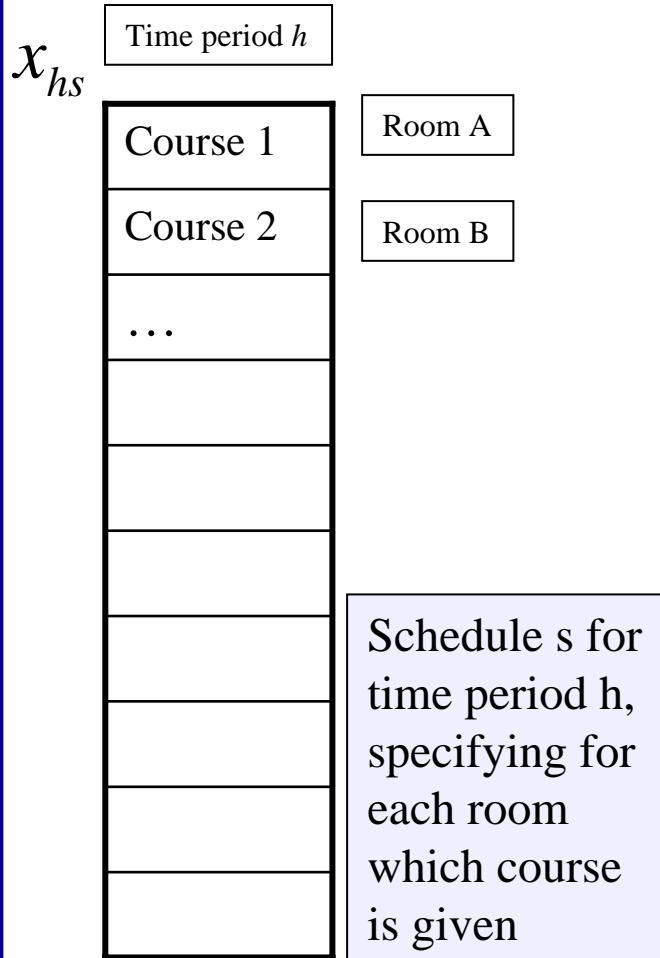 Time period h
x_hs
Course 1
Room A
Course 2
Room B
…
Schedule s for
time period h,
specifying for
each room
which course
is given